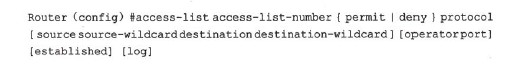 Router (config) #access-list access-list-number { permit | deny } protocol
[ source source-wildcard destination destination-wildcard ] [operator port]
[established] [log]